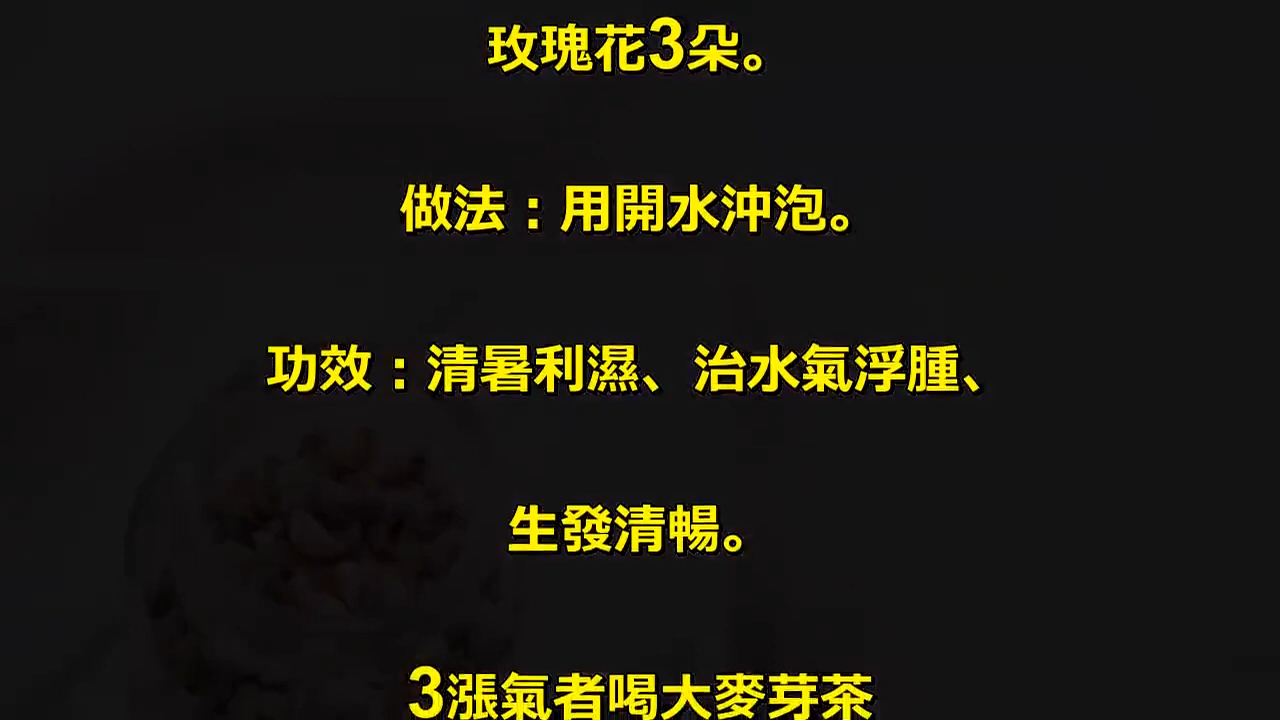 玫瑰花3朵。
做法：用開水沖泡。
功效：清暑利濕、治水氣浮腫、
生發清暢。
3漲氣者喝大麥芽茶